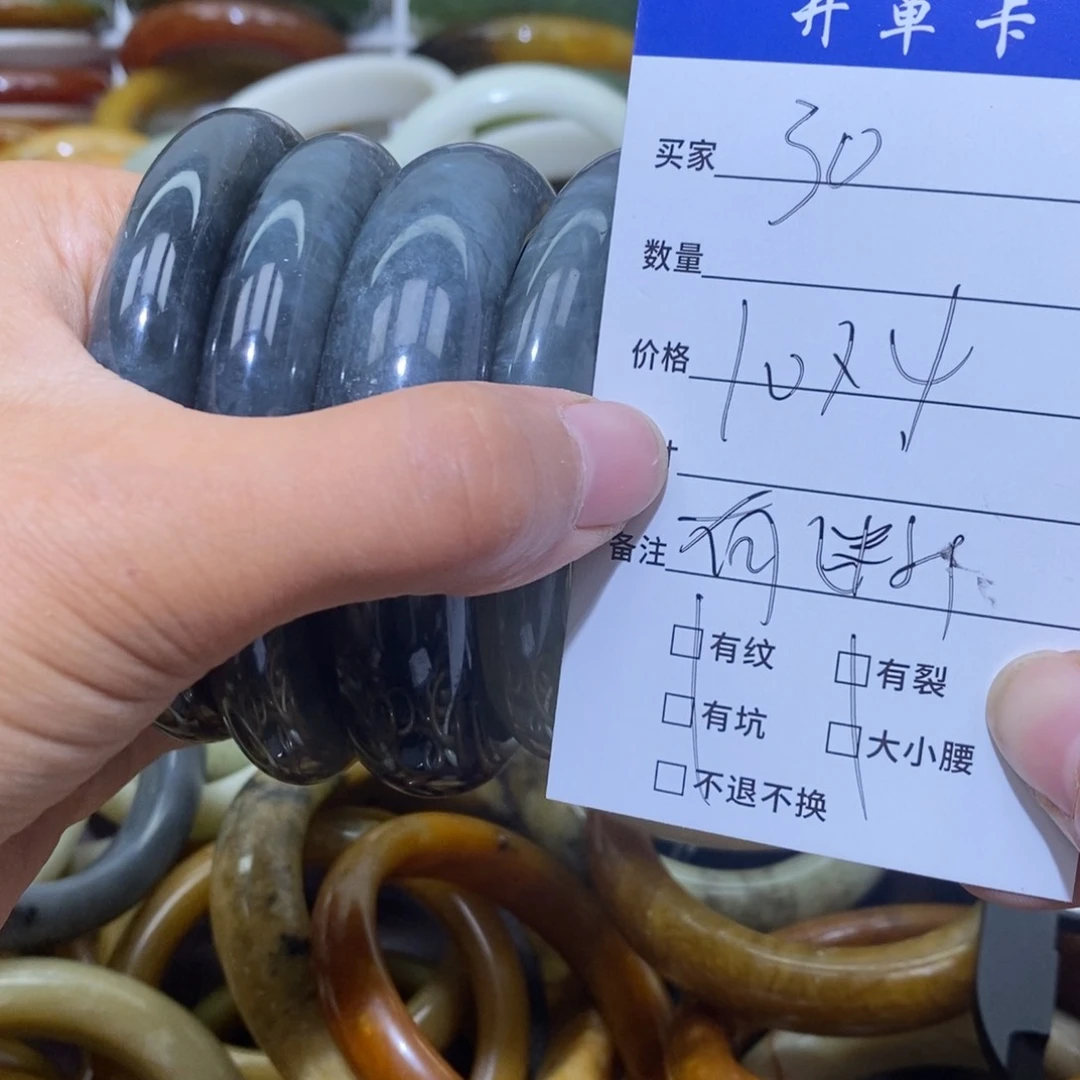 开单卡
买家 30
数量
价格 10x4
备注 有
有纹 有裂
有坑 大小腰
不退不换